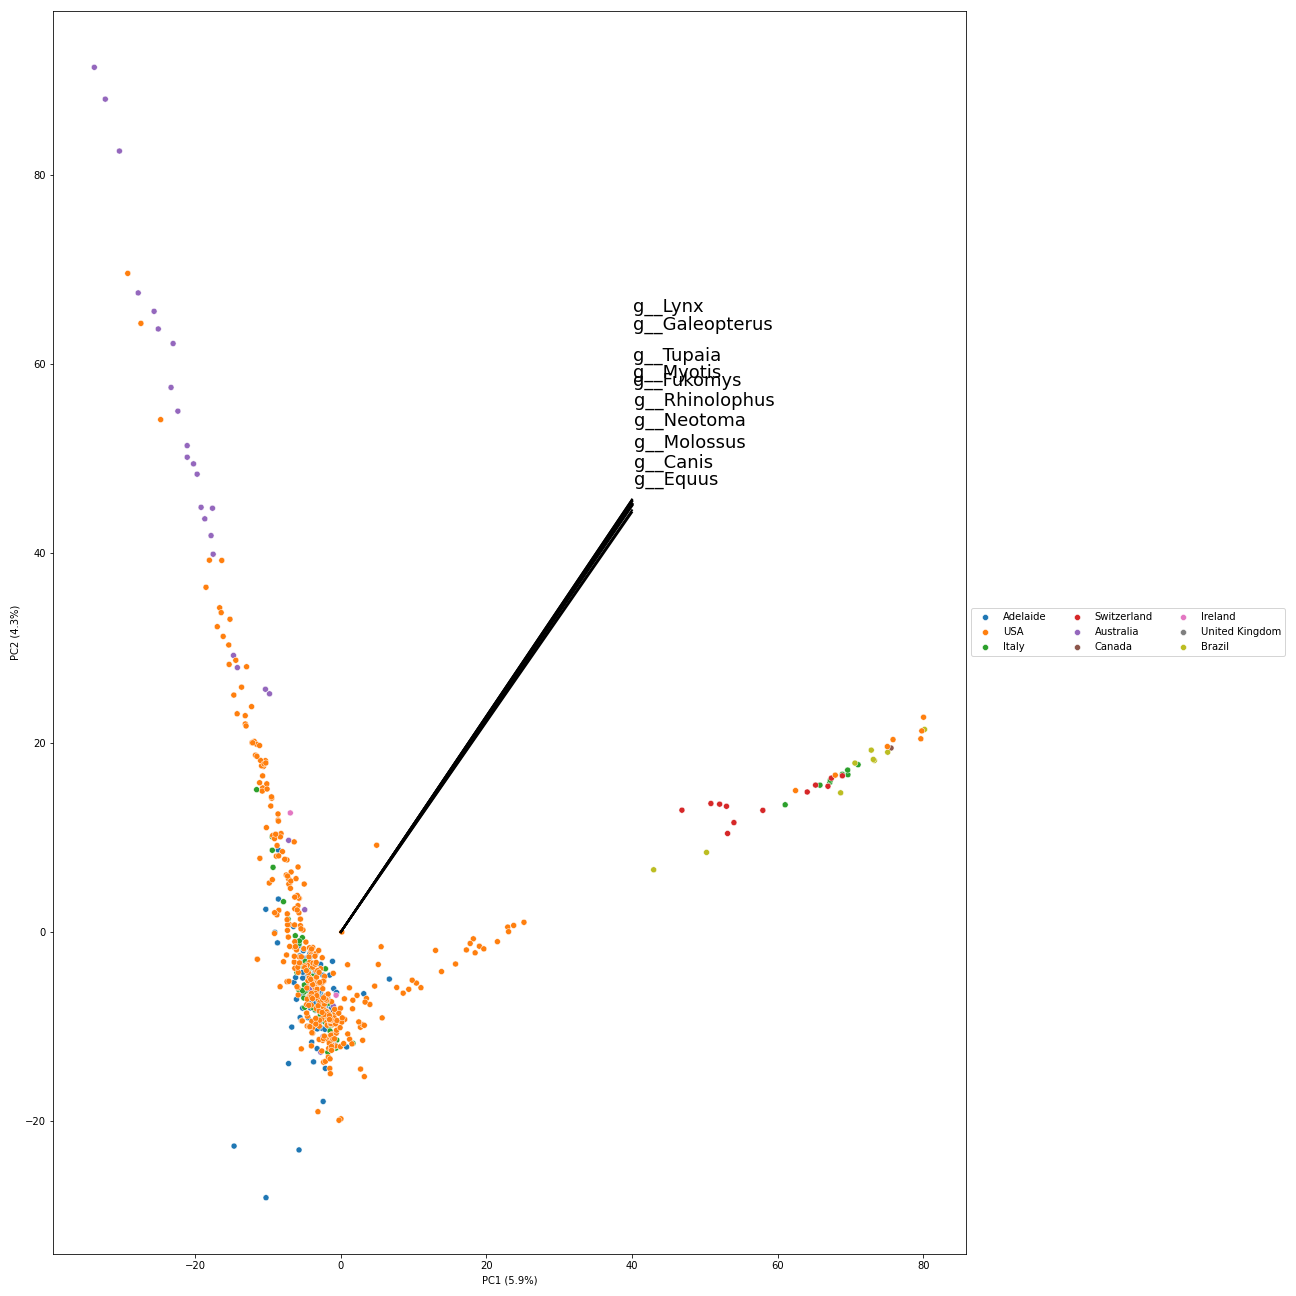 80
60
40
20
0
−20
PC2 (4.3%)
g__Lynx
g__Galeopterus
g__Tupaia
g__Myotis
g__Fukomys
g__Rhinolophus
g__Neotoma
g__Molossus
g__Canis
g__Equus
−20 0 20 40 60 80
PC1 (5.9%)
Adelaide Switzerland Ireland
USA Australia United Kingdom
Italy Canada Brazil